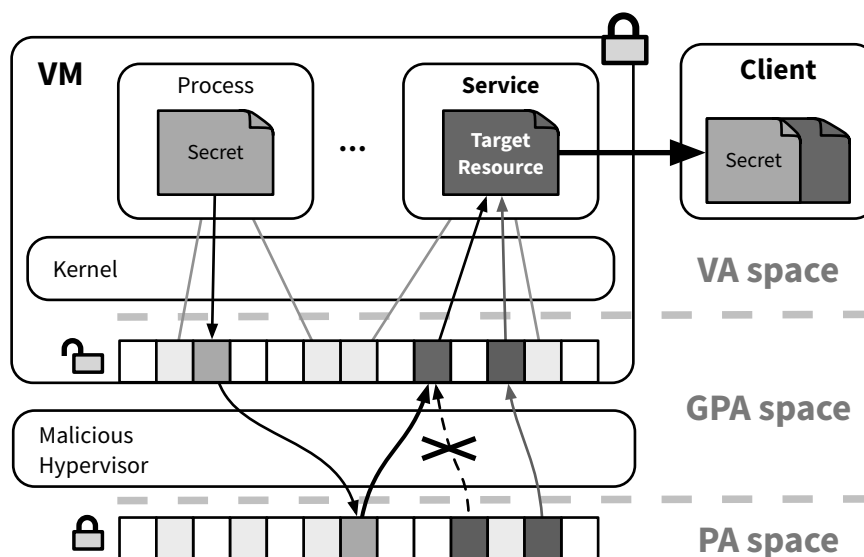 VM
Process
Secret
...
Service
Target
Resource
Client
Secret
Kernel
VA space
GPA space
Malicious
Hypervisor
PA space